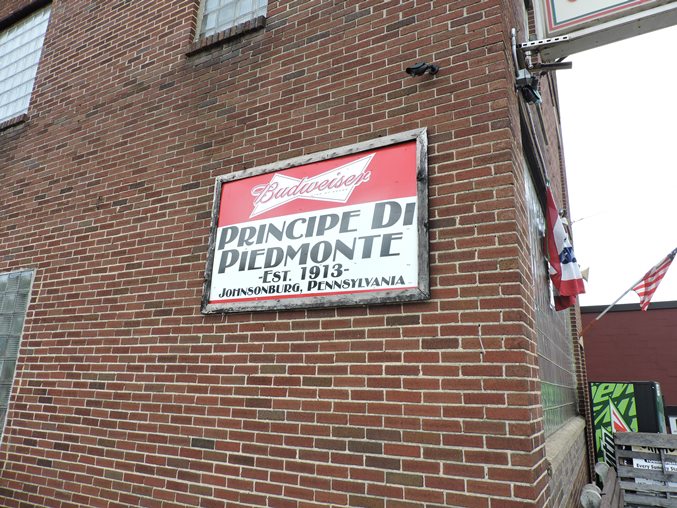 Budweiser
PRINCIPE DI
PIEDMONTE
-EST. 1913-
JOHNSONBURG, PENNSYLVANIA